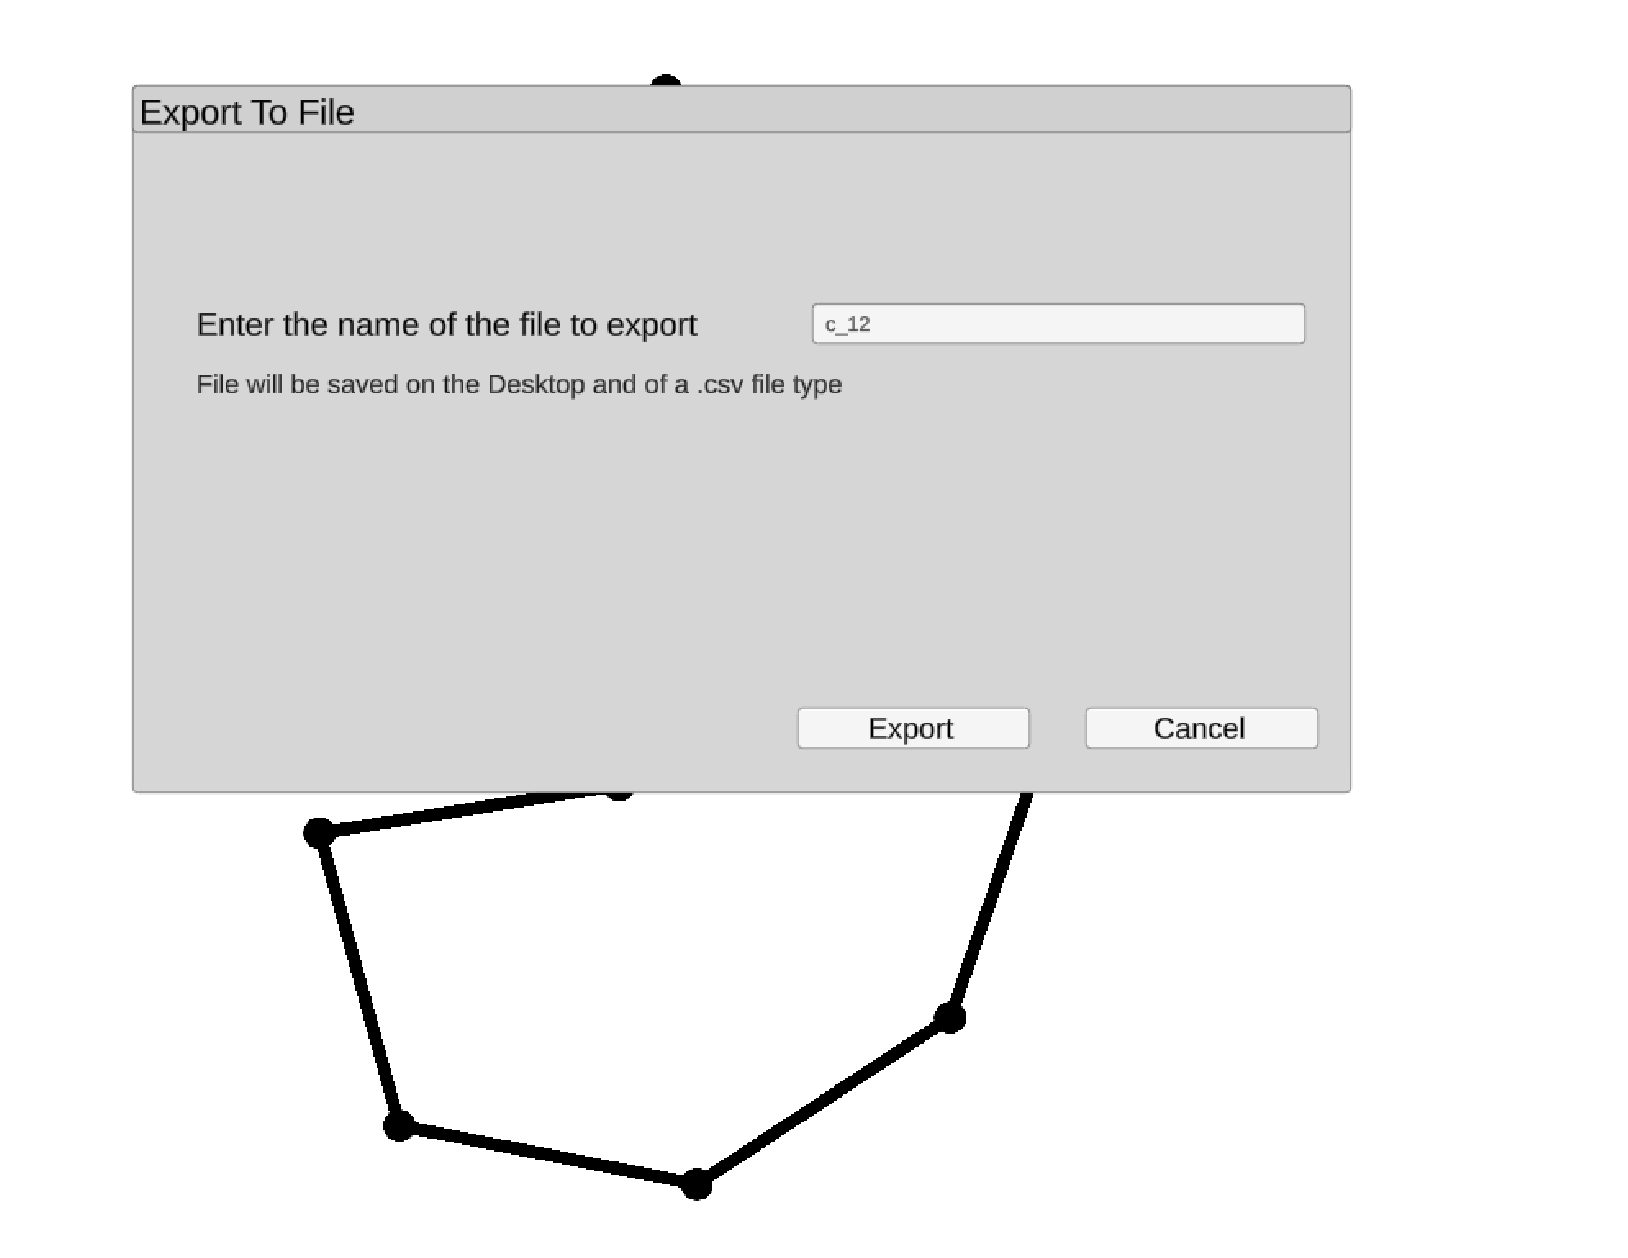 Export To File
Enter the name of the file to export
c_12
File will be saved on the Desktop and of a .csv file type
Export
Cancel